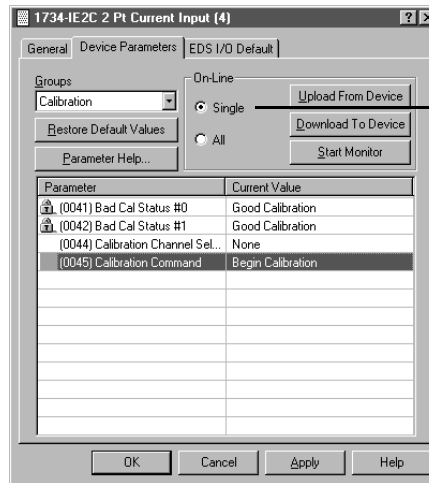 1734-IE2C 2 Pt Current Input (4)
General Device Parameters EDS I/O Default
Groups
Calibration
Restore Default Values
Parameter Help...
On-Line
Single
All
Upload From Device
Download To Device
Start Monitor
Parameter Current Value
(0041) Bad Cal Status #0 Good Calibration
(0042) Bad Cal Status #1 Good Calibration
(0044) Calibration Channel Sel... None
(0045) Calibration Command Begin Calibration
OK Cancel Apply Help